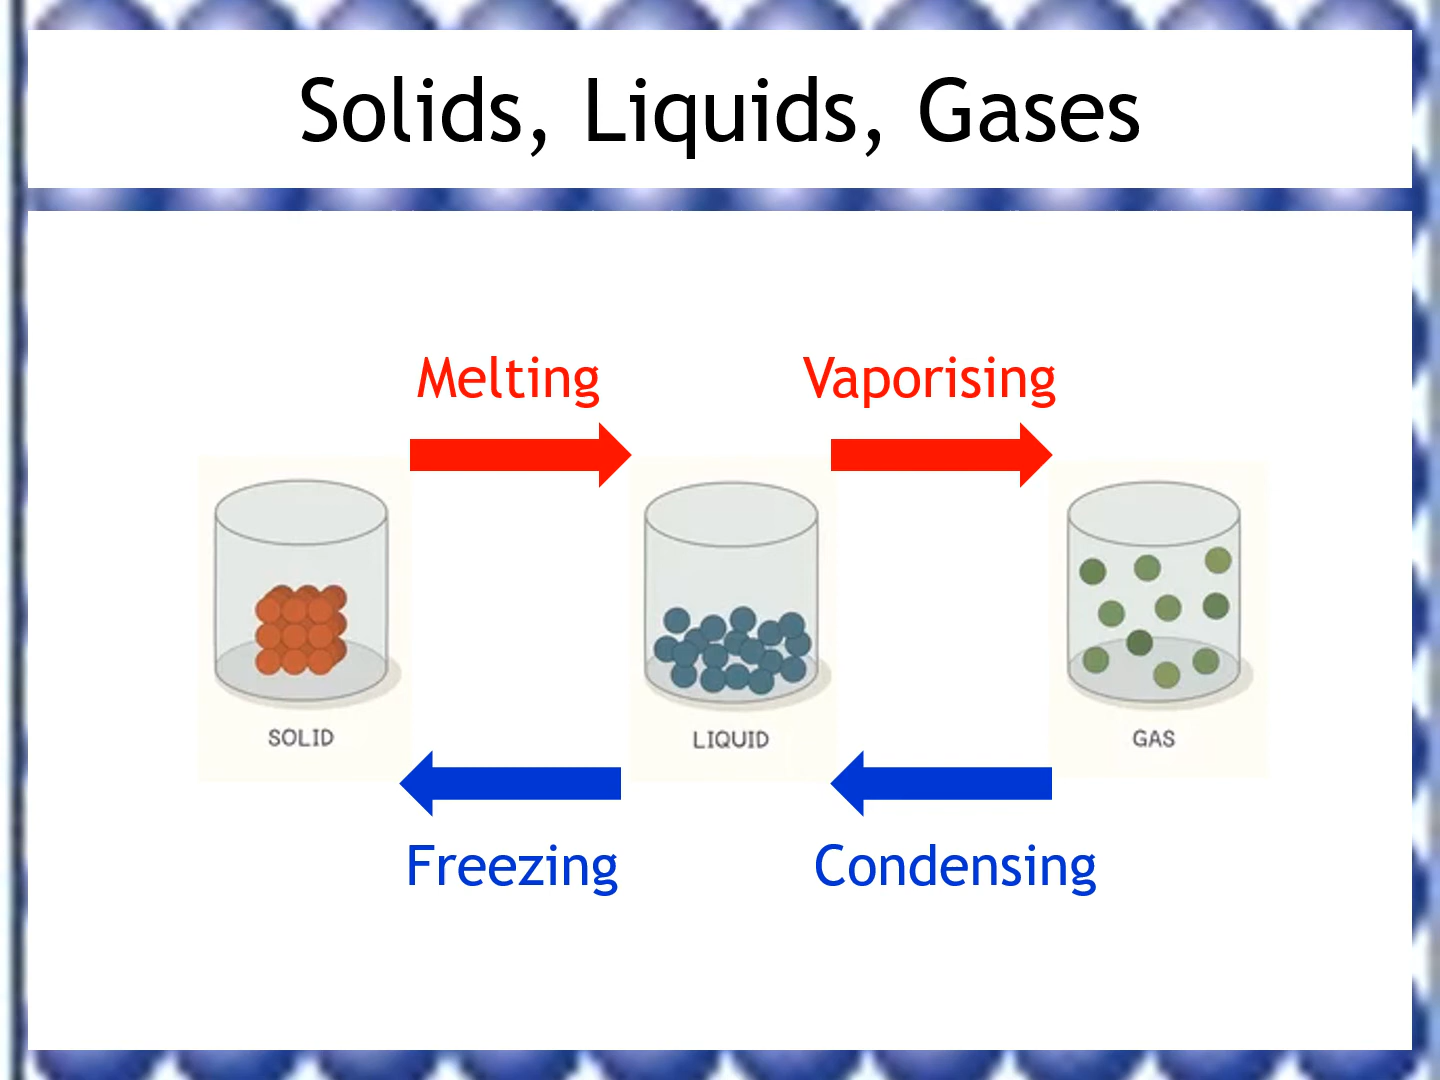 Solids, Liquids, Gases
Melting
Vaporising
SOLID
LIQUID
GAS
Freezing
Condensing